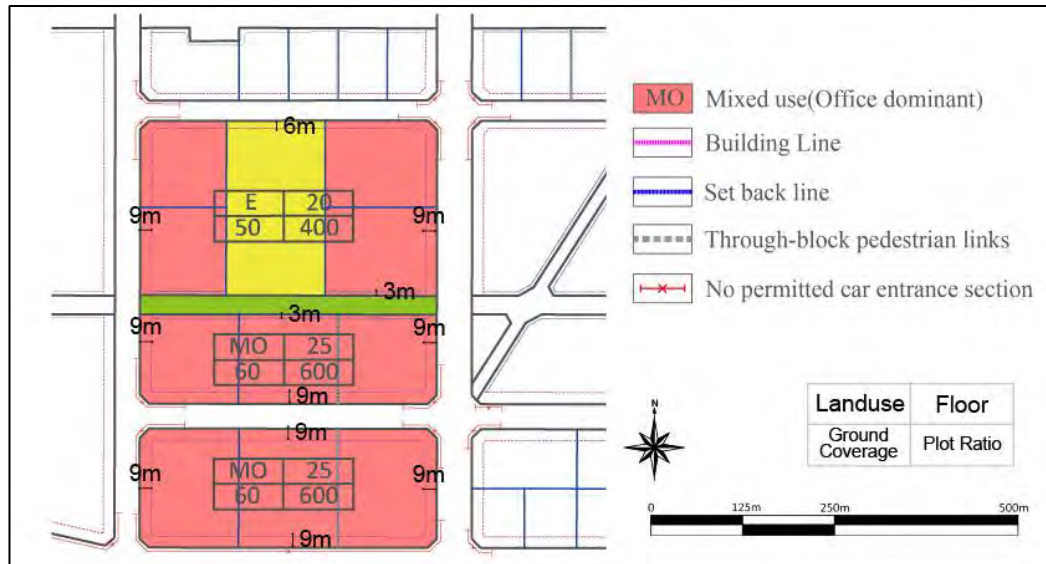 6m
E 20
50 400
9m 9m
3m
3m
9m 9m
MO 25
60 600
9m
9m
MO 25
60 600
9m 9m
9m
MO Mixed use(Office dominant)
Building Line
Set back line
Through-block pedestrian links
No permitted car entrance section
N
Landuse Floor
Ground Coverage Plot Ratio
0 125m 250m 500m